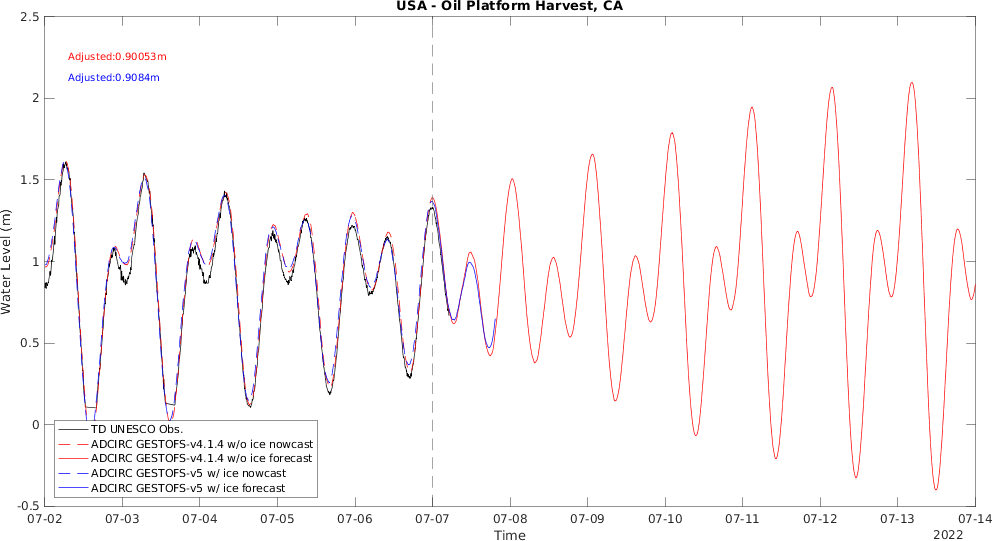 USA - Oil Platform Harvest, CA
2.5
Adjusted:0.90053m
Adjusted:0.9084m
2
1.5
1
0.5
0
-0.5
Water Level (m)
TD UNESCO Obs.
ADCIRC GESTOFS-v4.1.4 w/o ice nowcast
ADCIRC GESTOFS-v4.1.4 w/o ice forecast
ADCIRC GESTOFS-v5 w/ ice nowcast
ADCIRC GESTOFS-v5 w/ ice forecast
07-02 07-03 07-04 07-05 07-06 07-07 07-08 07-09 07-10 07-11 07-12 07-13 07-14
Time
2022